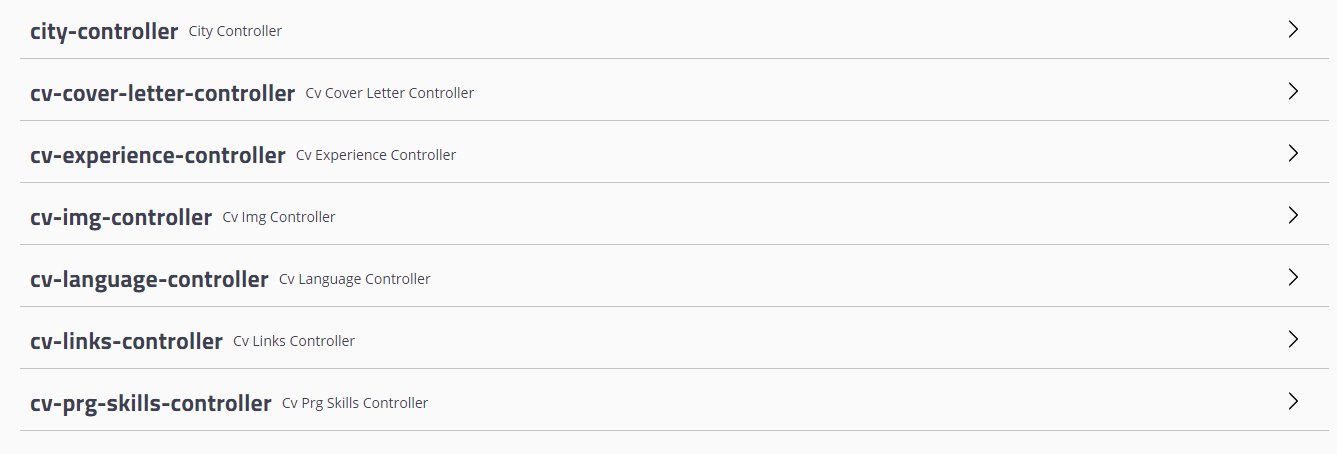 city-controller City Controller
cv-cover-letter-controller Cv Cover Letter Controller
cv-experience-controller Cv Experience Controller
cv-img-controller Cv Img Controller
cv-language-controller Cv Language Controller
cv-links-controller Cv Links Controller
cv-prg-skills-controller Cv Prg Skills Controller